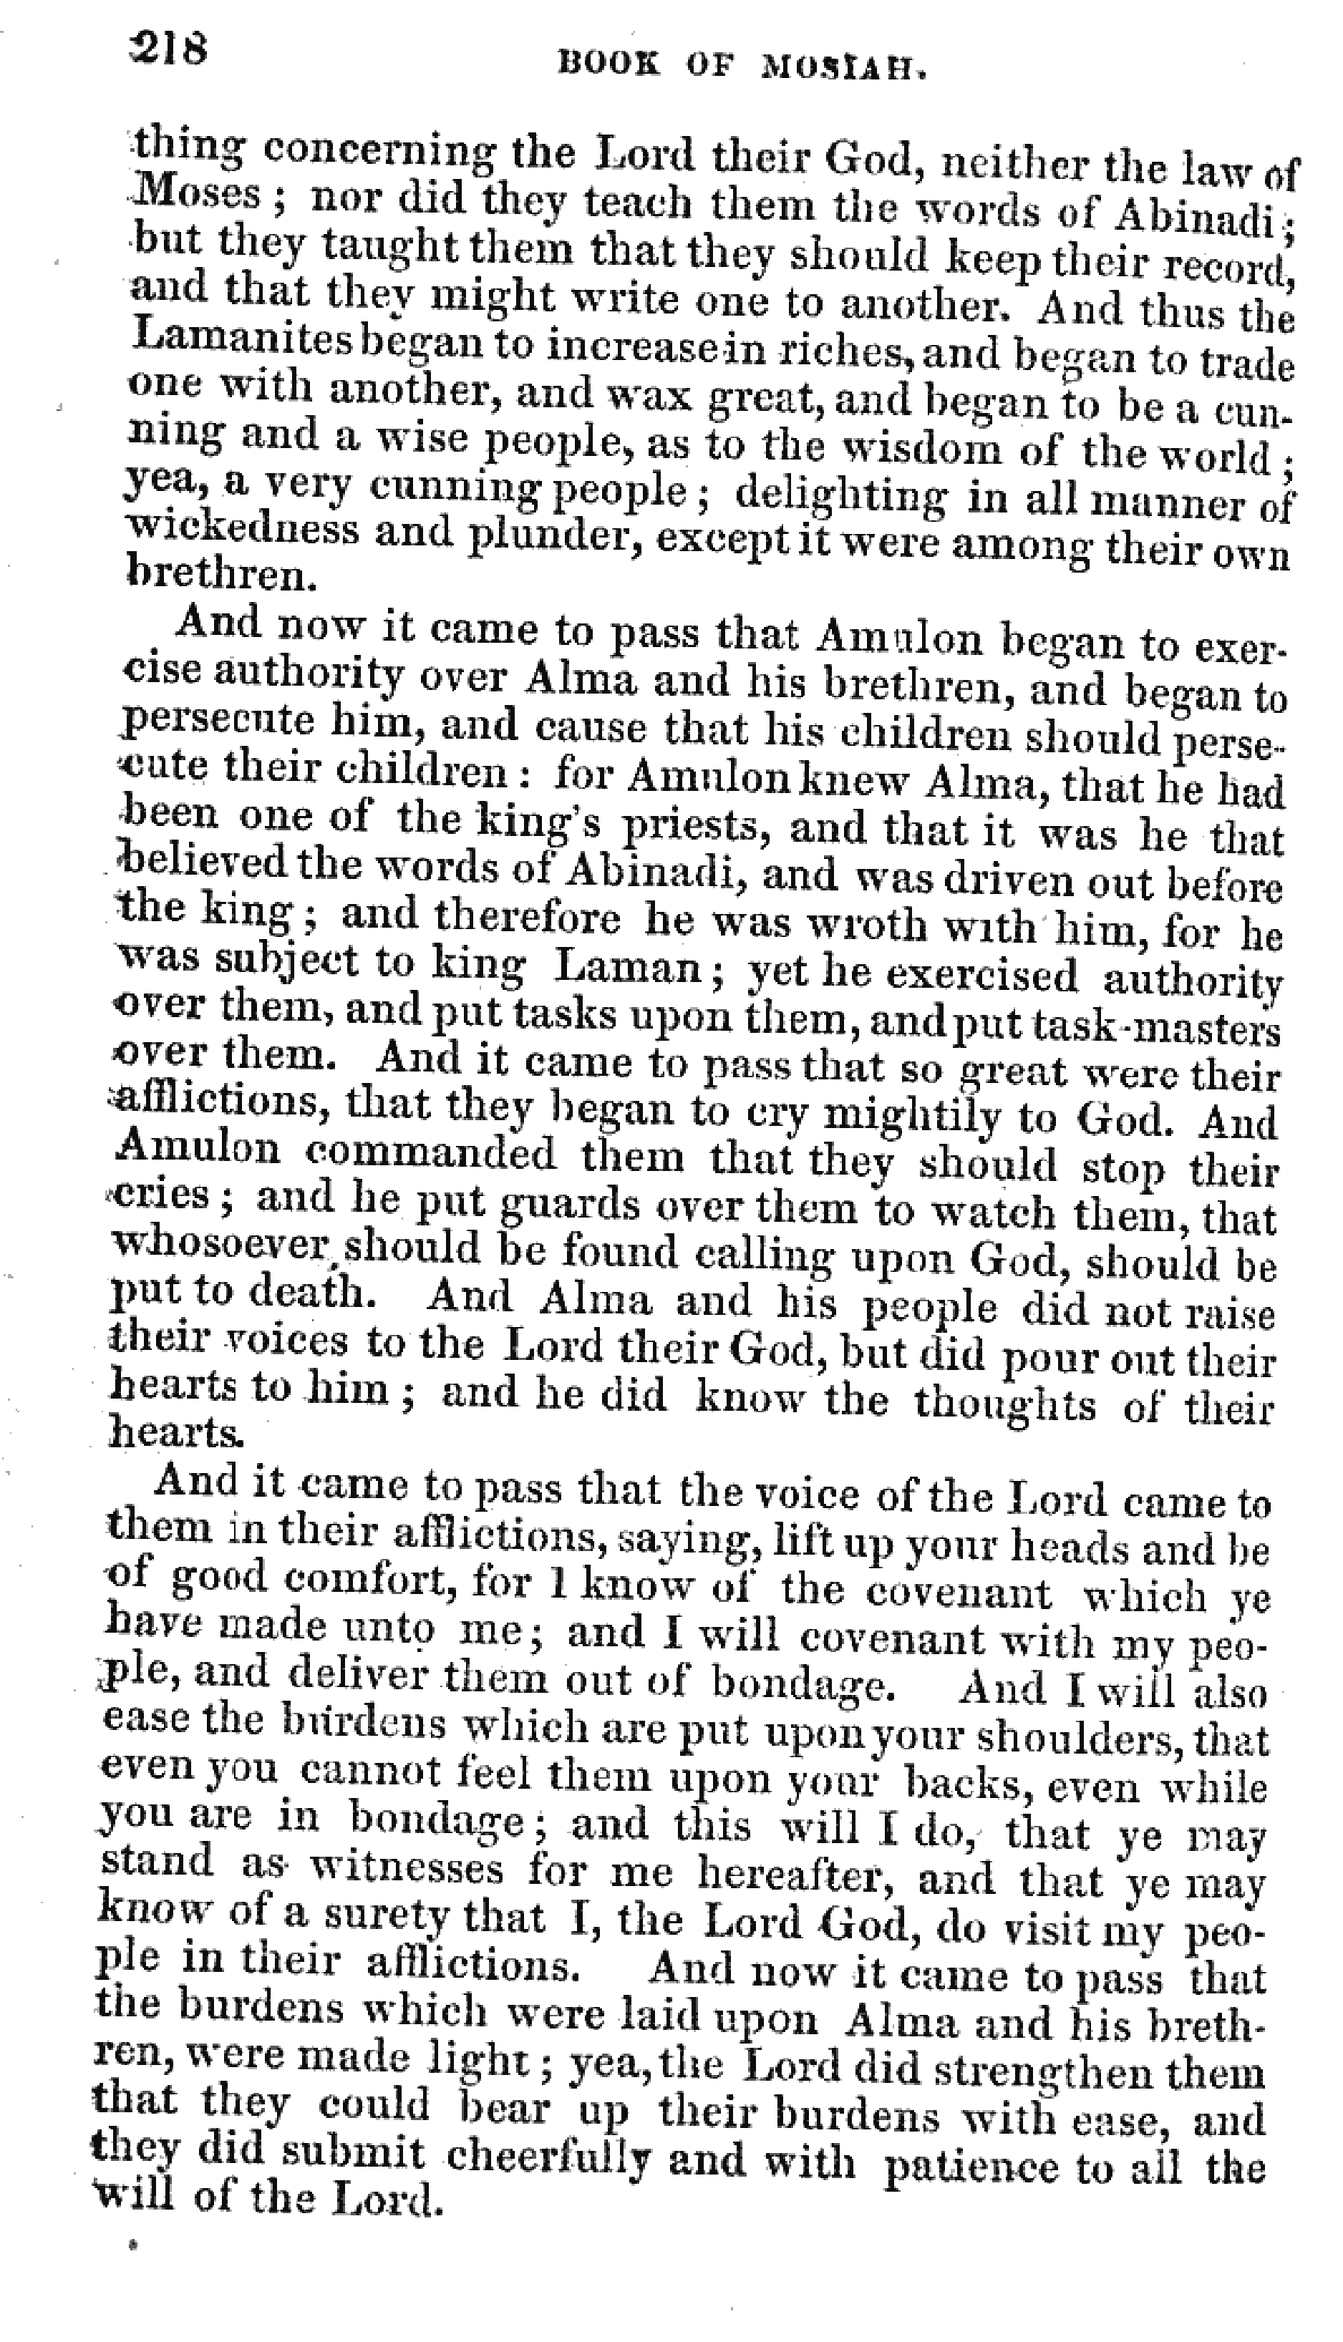 218
BOOK OF MOSIAH.
thing concerning the Lord their God, neither the law of
Moses; nor did they teach them the words of Abinadi;
but they taught them that they should keep their record,
and that they might write one to another. And thus the
Lamanites began to increase in riches, and began to trade
one with another, and wax great, and began to be a cun-
ning and a wise people, as to the wisdom of the world;
yea, a very cunning people; delighting in all manner of
wickedness and plunder, except it were among their own
brethren.
And now it came to pass that Amulon began to exer-
cise authority over Alma and his brethren, and began to
persecute him, and cause that his children should perse-
cute their children: for Amulon knew Alma, that he had
been one of the king's priests, and that it was he that
believed the words of Abinadi, and was driven out before
the king; and therefore he was wroth with him, for he
was subject to king Laman; yet he exercised authority
over them, and put tasks upon them, and put task-masters
over them. And it came to pass that so great were their
afflictions, that they began to cry mightily to God. And
Amulon commanded them that they should stop their
cries; and he put guards over them to watch them, that
whosoever should be found calling upon God, should be
put to death. And Alma and his people did not raise
their voices to the Lord their God, but did pour out their
hearts to him; and he did know the thoughts of their
hearts.
And it came to pass that the voice of the Lord came to
them in their afflictions, saying, lift up your heads and be
of good comfort, for I know of the covenant which ye
have made unto me; and I will covenant with my peo-
ple, and deliver them out of bondage. And I will also
ease the burdens which are put upon your shoulders, that
even you cannot feel them upon your backs, even while
you are in bondage; and this will I do, that ye may
stand as witnesses for me hereafter, and that ye may
know of a surety that I, the Lord God, do visit my peo-
ple in their afflictions. And now it came to pass that
the burdens which were laid upon Alma and his breth-
ren, were made light; yea, the Lord did strengthen them
that they could bear up their burdens with ease, and
they did submit cheerfully and with patience to all the
will of the Lord.